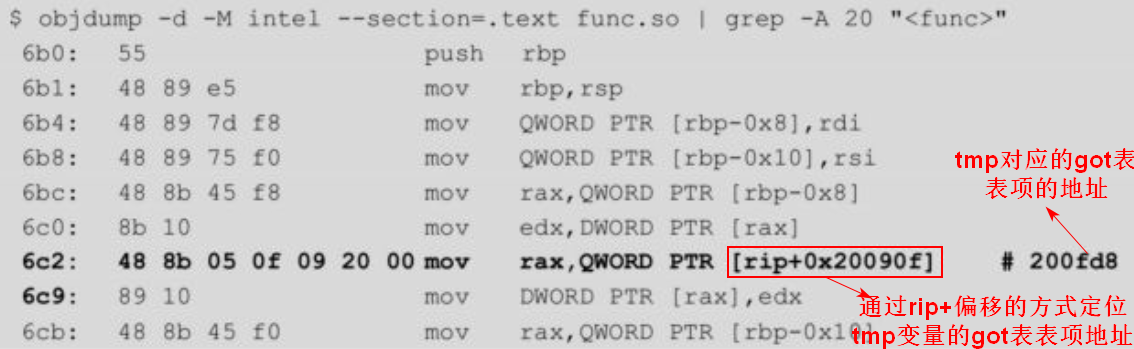 $ objdump -d -M intel --section=.text func.so | grep -A 20 "<func>"
6b0: 55 push rbp
6b1: 48 89 e5 mov rbp,rsp
6b4: 48 89 7d f8 mov QWORD PTR [rbp-0x8],rdi
6b8: 48 89 75 f0 mov QWORD PTR [rbp-0x10],rsi
6bc: 48 8b 45 f8 mov rax,QWORD PTR [rbp-0x8]
6c0: 8b 10 mov edx,DWORD PTR [rax]
6c2: 48 8b 05 0f 09 20 00 mov rax,QWORD PTR [rip+0x20090f] # 200fd8
6c9: 89 10 mov DWORD PTR [rax],edx
6cb: 48 8b 45 f0 mov rax,QWORD PTR [rbp-0x10]
tmp对应的got表
表项的地址
通过rip+偏移的方式定位
tmp变量的got表表项地址